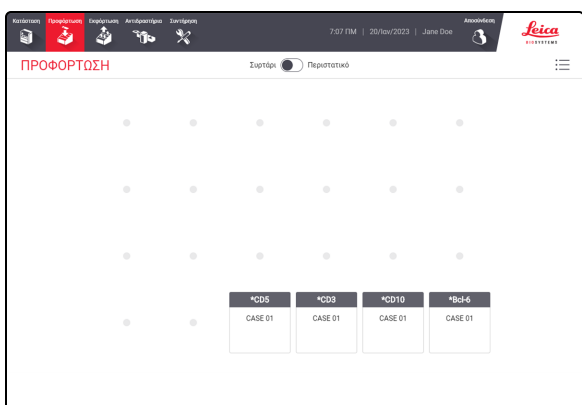 Κατάσταση Προφόρτωση Εκφόρτωση Αντιδραστήριο Συντήρηση
7:07 ΠΜ | 20/Ιαν/2023 | Jane Doe
Αποσύνδεση
Leica
BIOSYSTEMS
ΠΡΟΦΟΡΤΩΣΗ
Συρτάρι Περιστατικό
*CD5 *CD3 *CD10 *Bcl-6
CASE 01 CASE 01 CASE 01 CASE 01